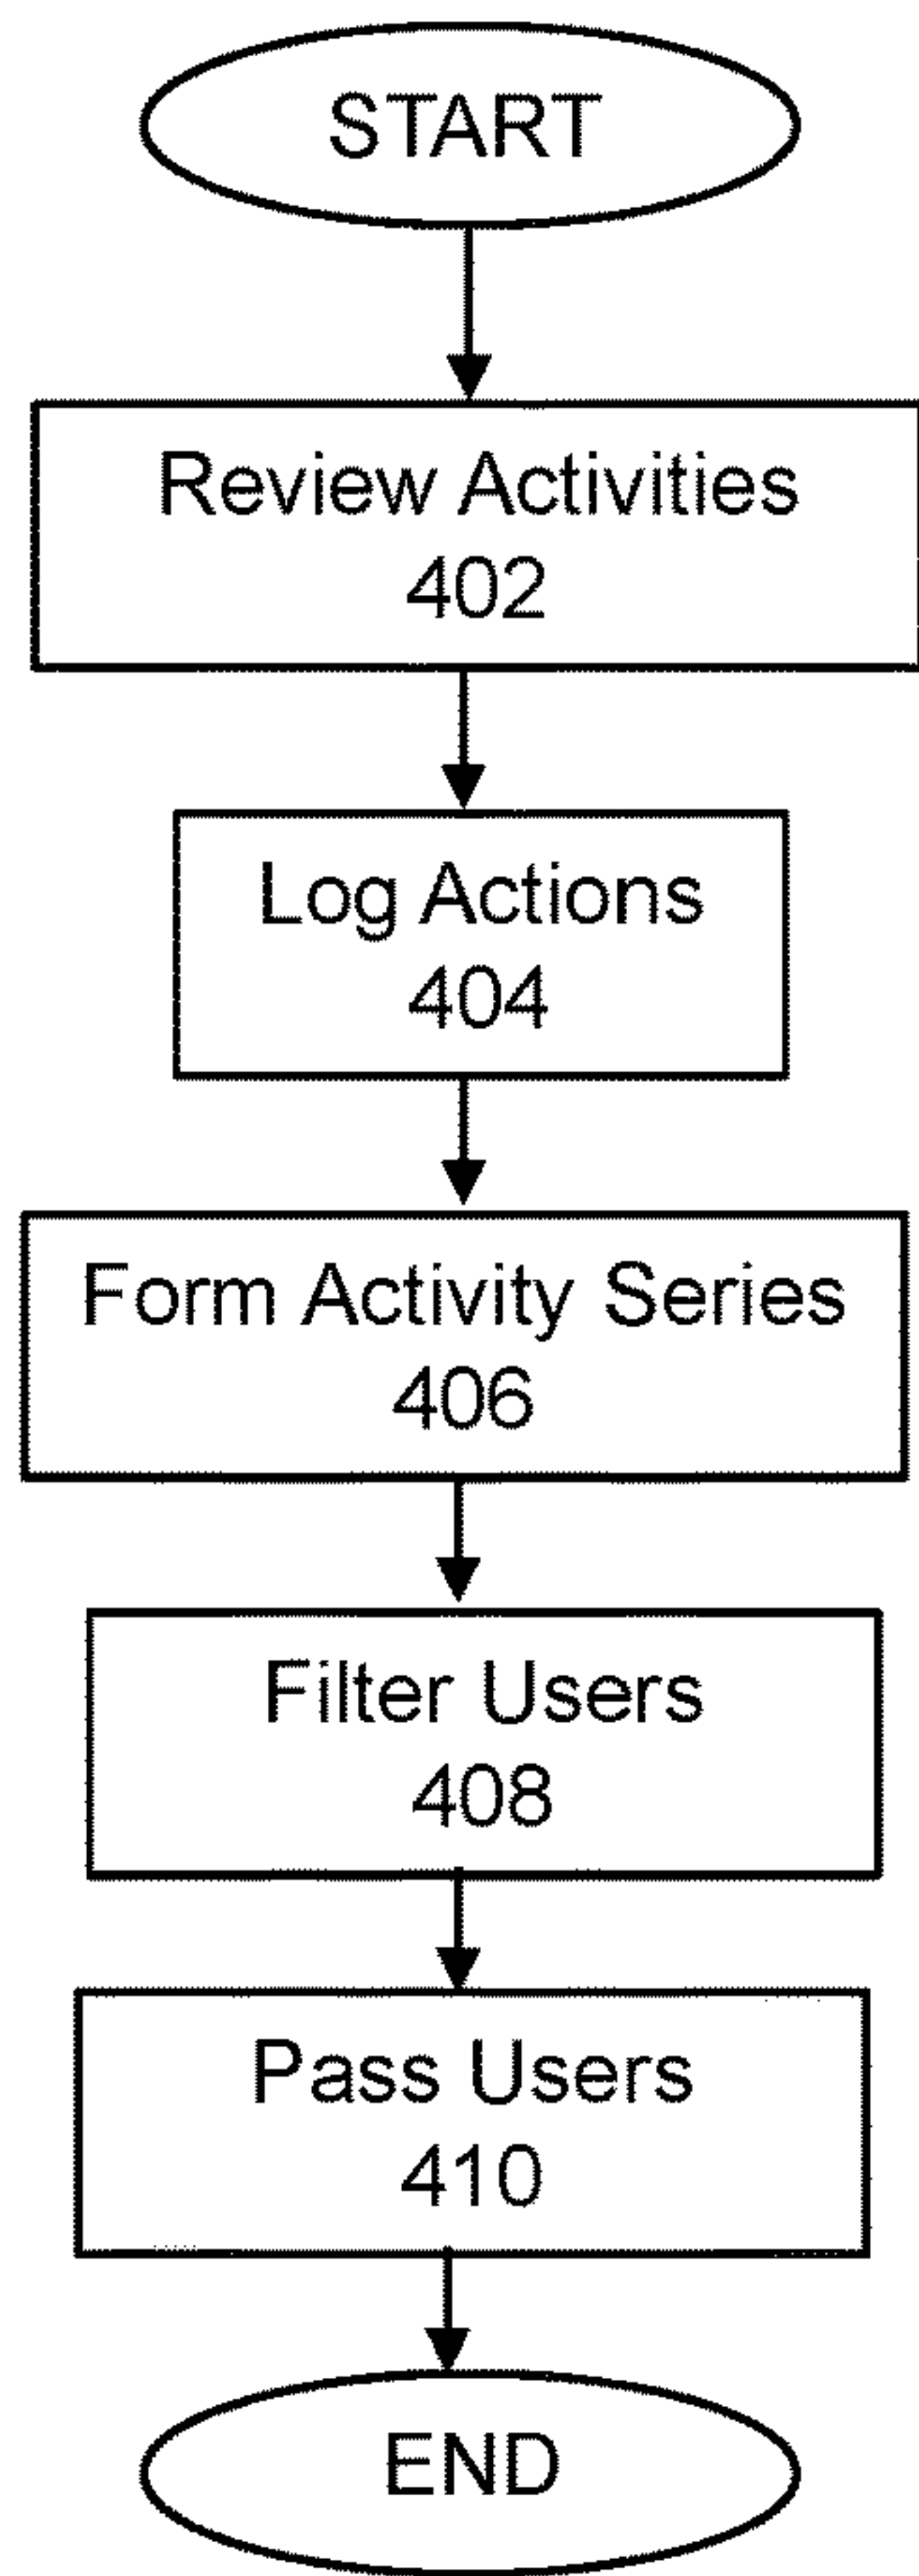 START
Review Activities
402
Log Actions
404
Form Activity Series
406
Filter Users
408
Pass Users
410
END